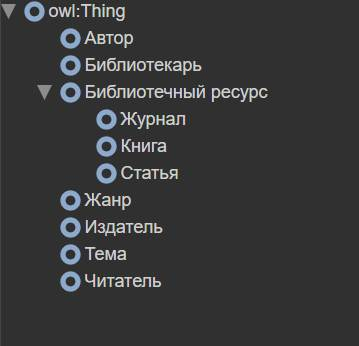 owl:Thing
Автор
Библиотекарь
Библиотечный ресурс
Журнал
Книга
Статья
Жанр
Издатель
Тема
Читатель